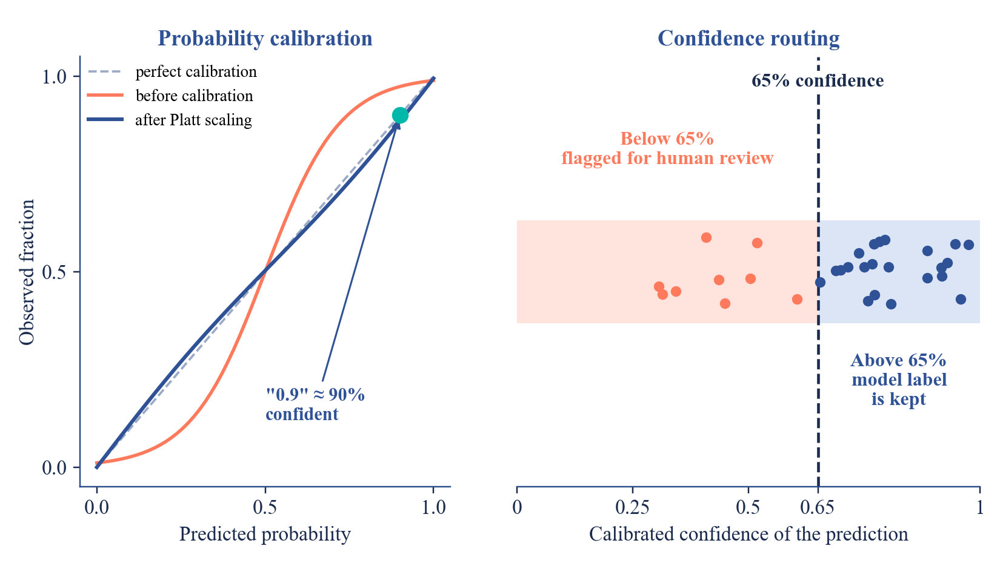 Probability calibration
perfect calibration
before calibration
after Platt scaling
1.0
0.5
0.0
Observed fraction
"0.9" ≈ 90%
confident
0.0
0.5
1.0
Predicted probability
Confidence routing
65% confidence
Below 65%
flagged for human review
Above 65%
model label
is kept
0
0.25
0.5
0.65
1
Calibrated confidence of the prediction